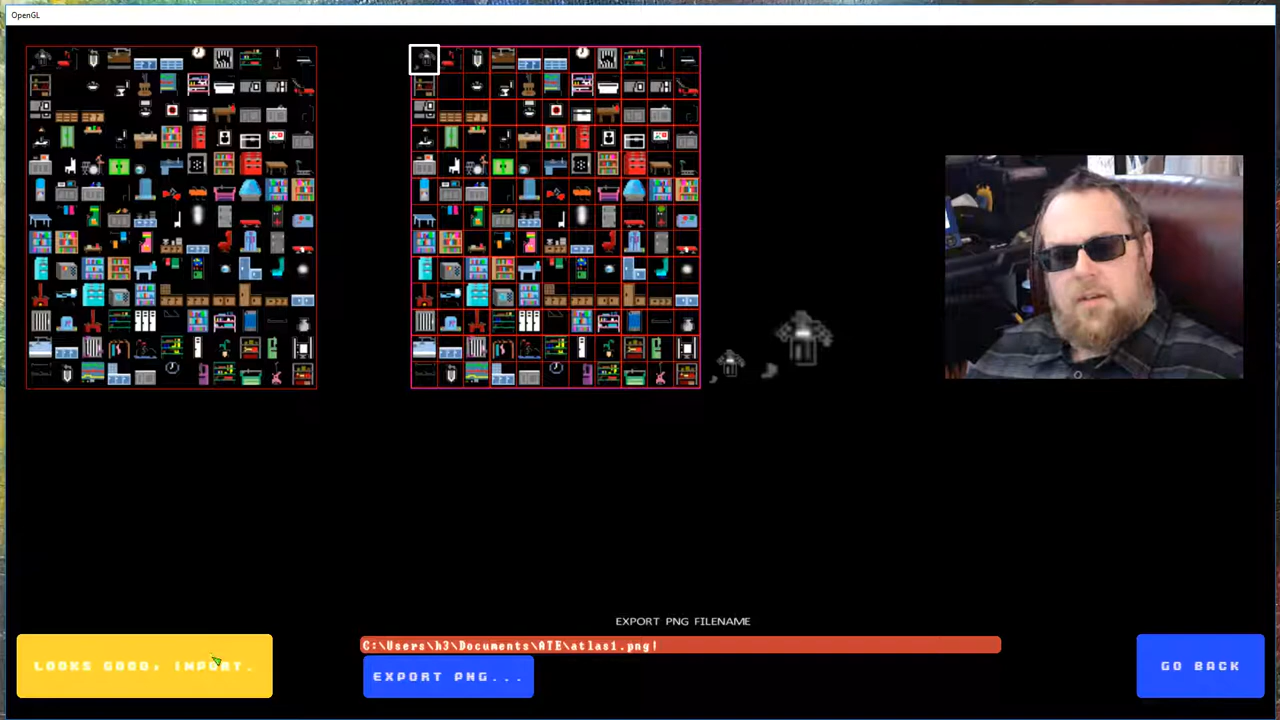 OpenGL
EXPORT PNG FILENAME
C:\Users\h3\Documents\ATE\atlas1.png!
LOOKS GOOD, IMPORT.
EXPORT PNG...
GO BACK